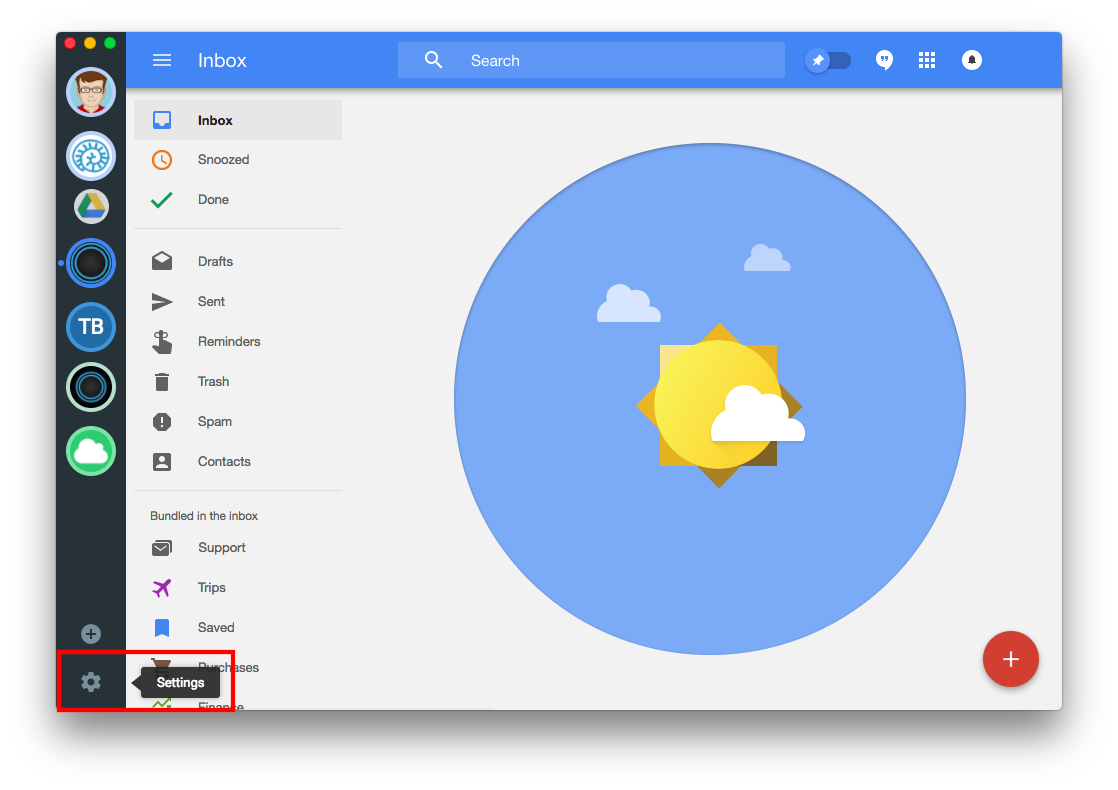 Inbox
Search
Inbox
Snoozed
Done
TB
Drafts
Sent
Reminders
Trash
Spam
Contacts
Bundled in the inbox
Support
Trips
Saved
Purchases
Settings
Finance